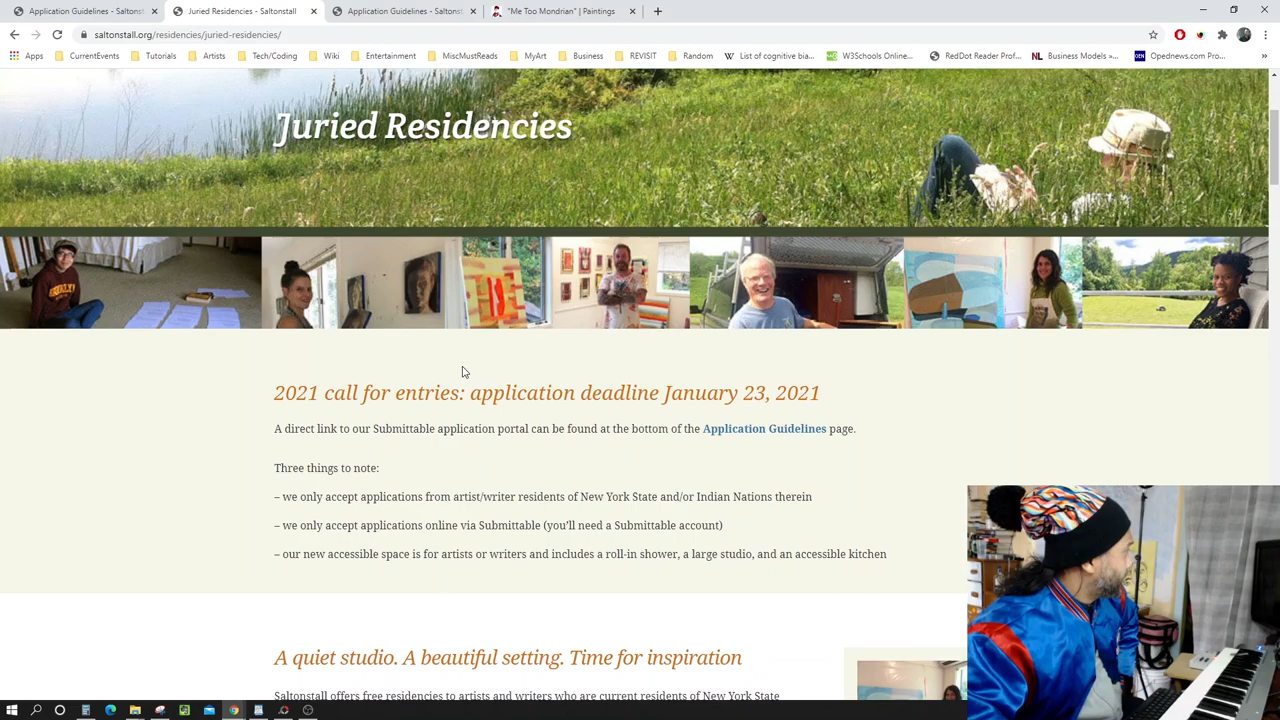 Application Guidelines - Saltonst
Juried Residencies - Saltonstall
Application Guidelines - Saltonst
"Me Too Mondrian" | Paintings
saltonstall.org/residencies/juried-residencies/
Apps
CurrentEvents
Tutorials
Artists
Tech/Coding
Wiki
Entertainment
MiscMustReads
MyArt
Business
REVISIT
Random
W List of cognitive bia...
W3Schools Online...
RedDot Reader Prof...
NL Business Models »...
OEN Opednews.com Pro...
Juried Residencies
2021 call for entries: application deadline January 23, 2021
A direct link to our Submittable application portal can be found at the bottom of the Application Guidelines page.
Three things to note:
– we only accept applications from artist/writer residents of New York State and/or Indian Nations therein
– we only accept applications online via Submittable (you'll need a Submittable account)
– our new accessible space is for artists or writers and includes a roll-in shower, a large studio, and an accessible kitchen
A quiet studio. A beautiful setting. Time for inspiration
Saltonstall offers free residencies to artists and writers who are current residents of New York State